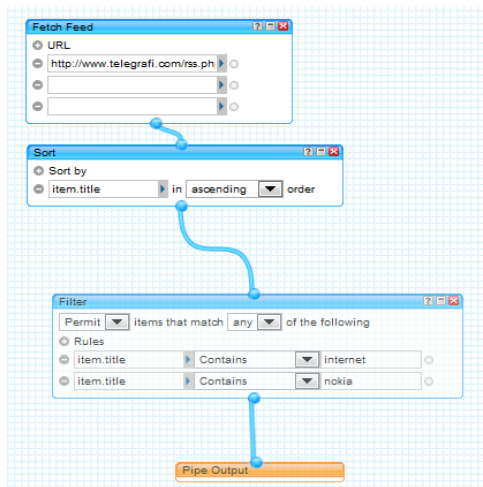 Fetch Feed
URL
http://www.telegrafi.com/rss.ph
Sort
Sort by
item.title in ascending order
Filter
Permit items that match any of the following
Rules
item.title Contains internet
item.title Contains nokia
Pipe Output